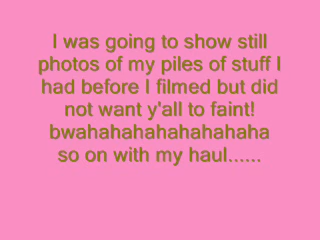 I was going to show still
photos of my piles of stuff I
had before I filmed but did
not want y'all to faint!
bwahahahahahahahaha
so on with my haul......